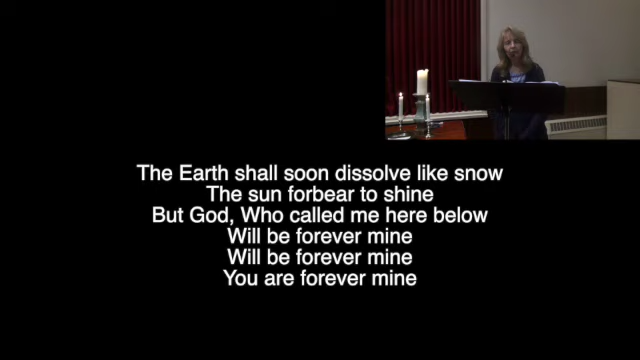 The Earth shall soon dissolve like snow
The sun forbear to shine
But God, Who called me here below
Will be forever mine
Will be forever mine
You are forever mine